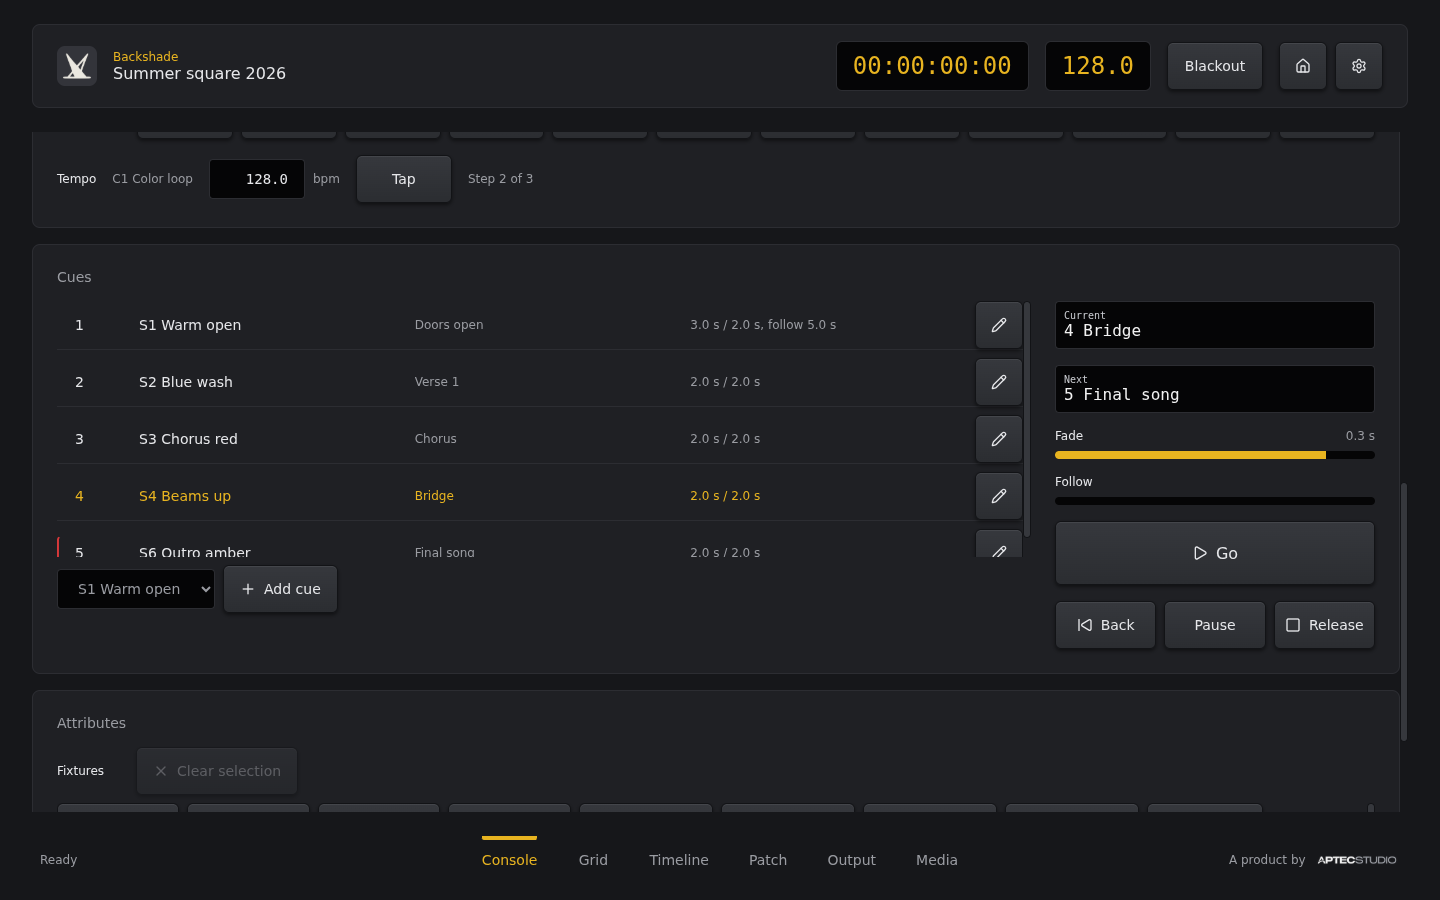 Backshade
Summer square 2026
00:00:00:00
128.0
Blackout
Tempo C1 Color loop 128.0 bpm Tap Step 2 of 3
Cues
1 S1 Warm open Doors open 3.0 s / 2.0 s, follow 5.0 s
2 S2 Blue wash Verse 1 2.0 s / 2.0 s
3 S3 Chorus red Chorus 2.0 s / 2.0 s
4 S4 Beams up Bridge 2.0 s / 2.0 s
5 S6 Outro amber Final song 2.0 s / 2.0 s
S1 Warm open
Add cue
Current
4 Bridge
Next
5 Final song
Fade 0.3 s
Follow
Go
Back Pause Release
Attributes
Fixtures Clear selection
Ready
Console Grid Timeline Patch Output Media
A product by APTECSTUDIO